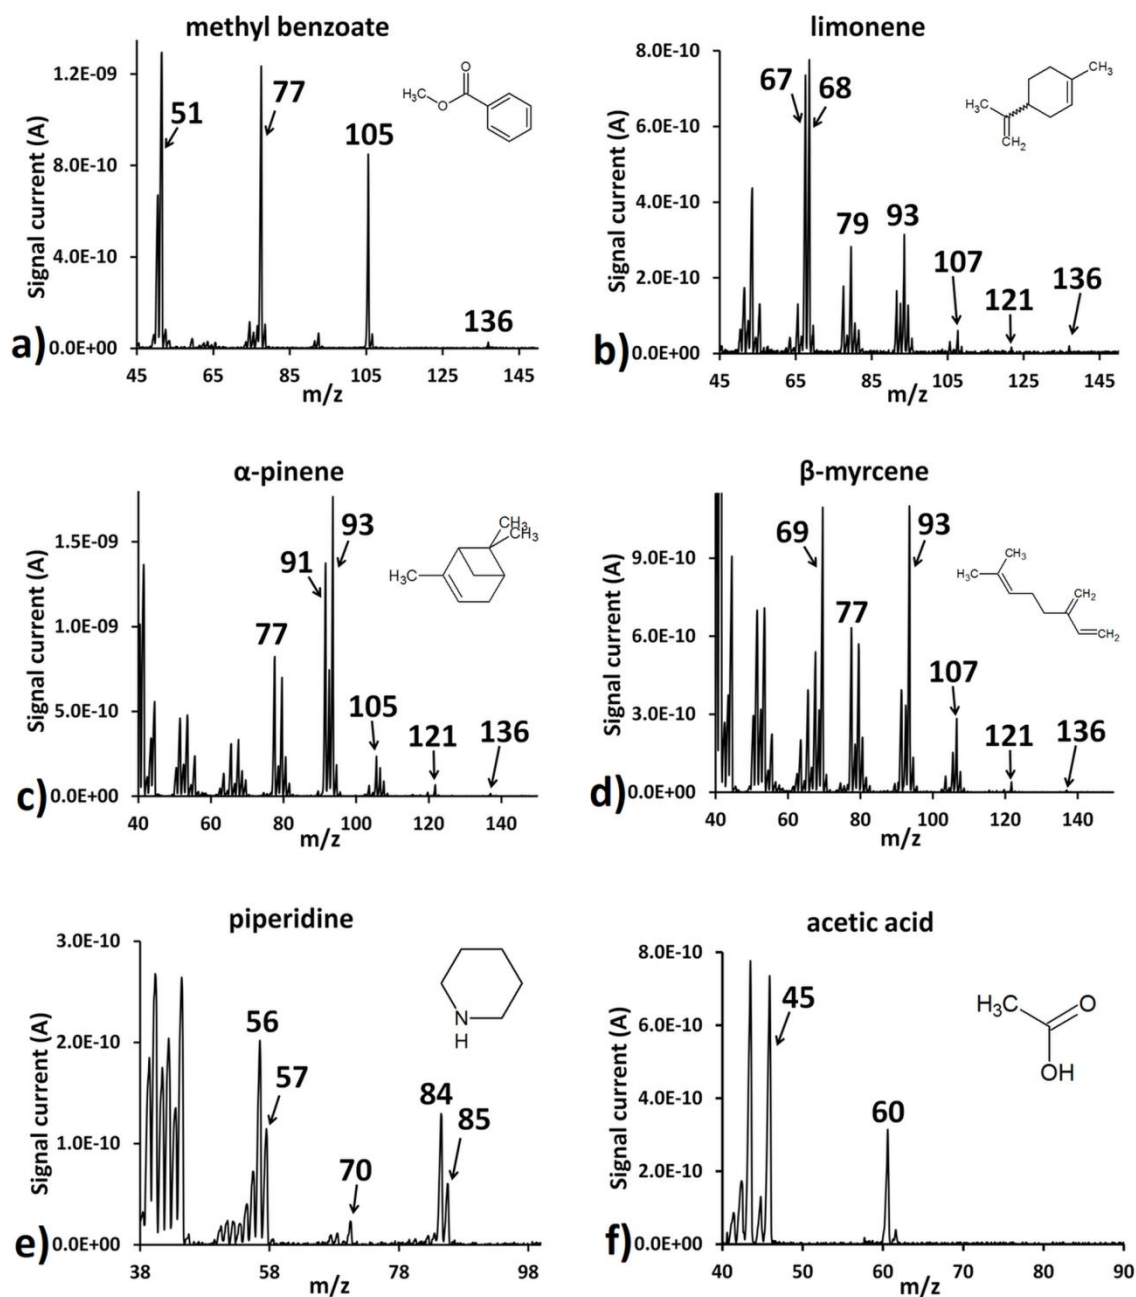 methyl benzoate
Signal current (A)
1.2E-09
8.0E-10
4.0E-10
0.0E+00
51
77
105
136
O
H₃C
O
45 65 85 105 125 145
m/z
a)
limonene
Signal current (A)
8.0E-10
6.0E-10
4.0E-10
2.0E-10
0.0E+00
67
68
79
93
107
121
136
CH₃
H₃C
CH₂
45 65 85 105 125 145
m/z
b)
α-pinene
Signal current (A)
1.5E-09
1.0E-09
5.0E-10
0.0E+00
77
91
93
105
121
136
CH₃
CH₃
H₃C
40 60 80 100 120 140
m/z
c)
β-myrcene
Signal current (A)
9.0E-10
6.0E-10
3.0E-10
0.0E+00
69
77
93
107
121
136
CH₃
H₃C
CH₂
CH₂
40 60 80 100 120 140
m/z
d)
piperidine
Signal current (A)
3.0E-10
2.0E-10
1.0E-10
0.0E+00
56
57
70
84
85
N
H
38 58 78 98
m/z
e)
acetic acid
Signal current (A)
8.0E-10
6.0E-10
4.0E-10
2.0E-10
0.0E+00
45
60
H₃C
O
OH
40 50 60 70 80 90
m/z
f)